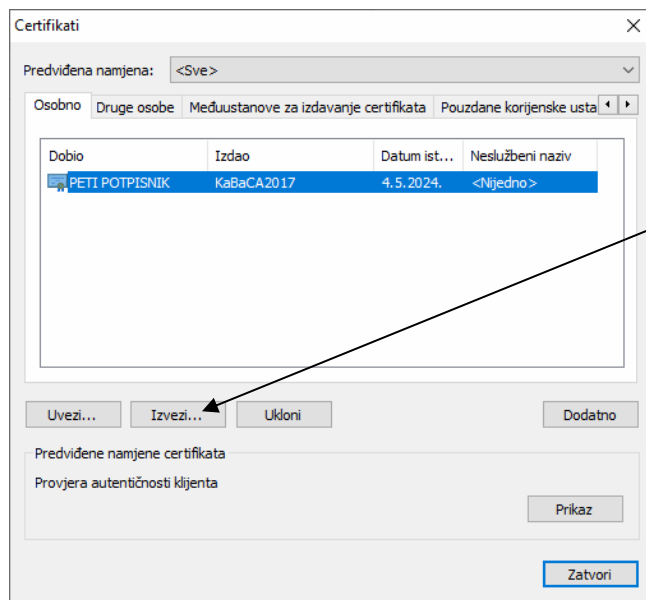 Certifikati
Predviđena namjena: <Sve>
Osobno Druge osobe Međuustanove za izdavanje certifikata Pouzdane korijenske usta
Dobio Izdao Datum ist... Neslužbeni naziv
PETI POTPISNIK KaBaCA2017 4.5.2024. <Nijedno>
Uvezi... Izvezi... Ukloni Dodatno
Predviđene namjene certifikata
Provjera autentičnosti klijenta
Prikaz
Zatvori